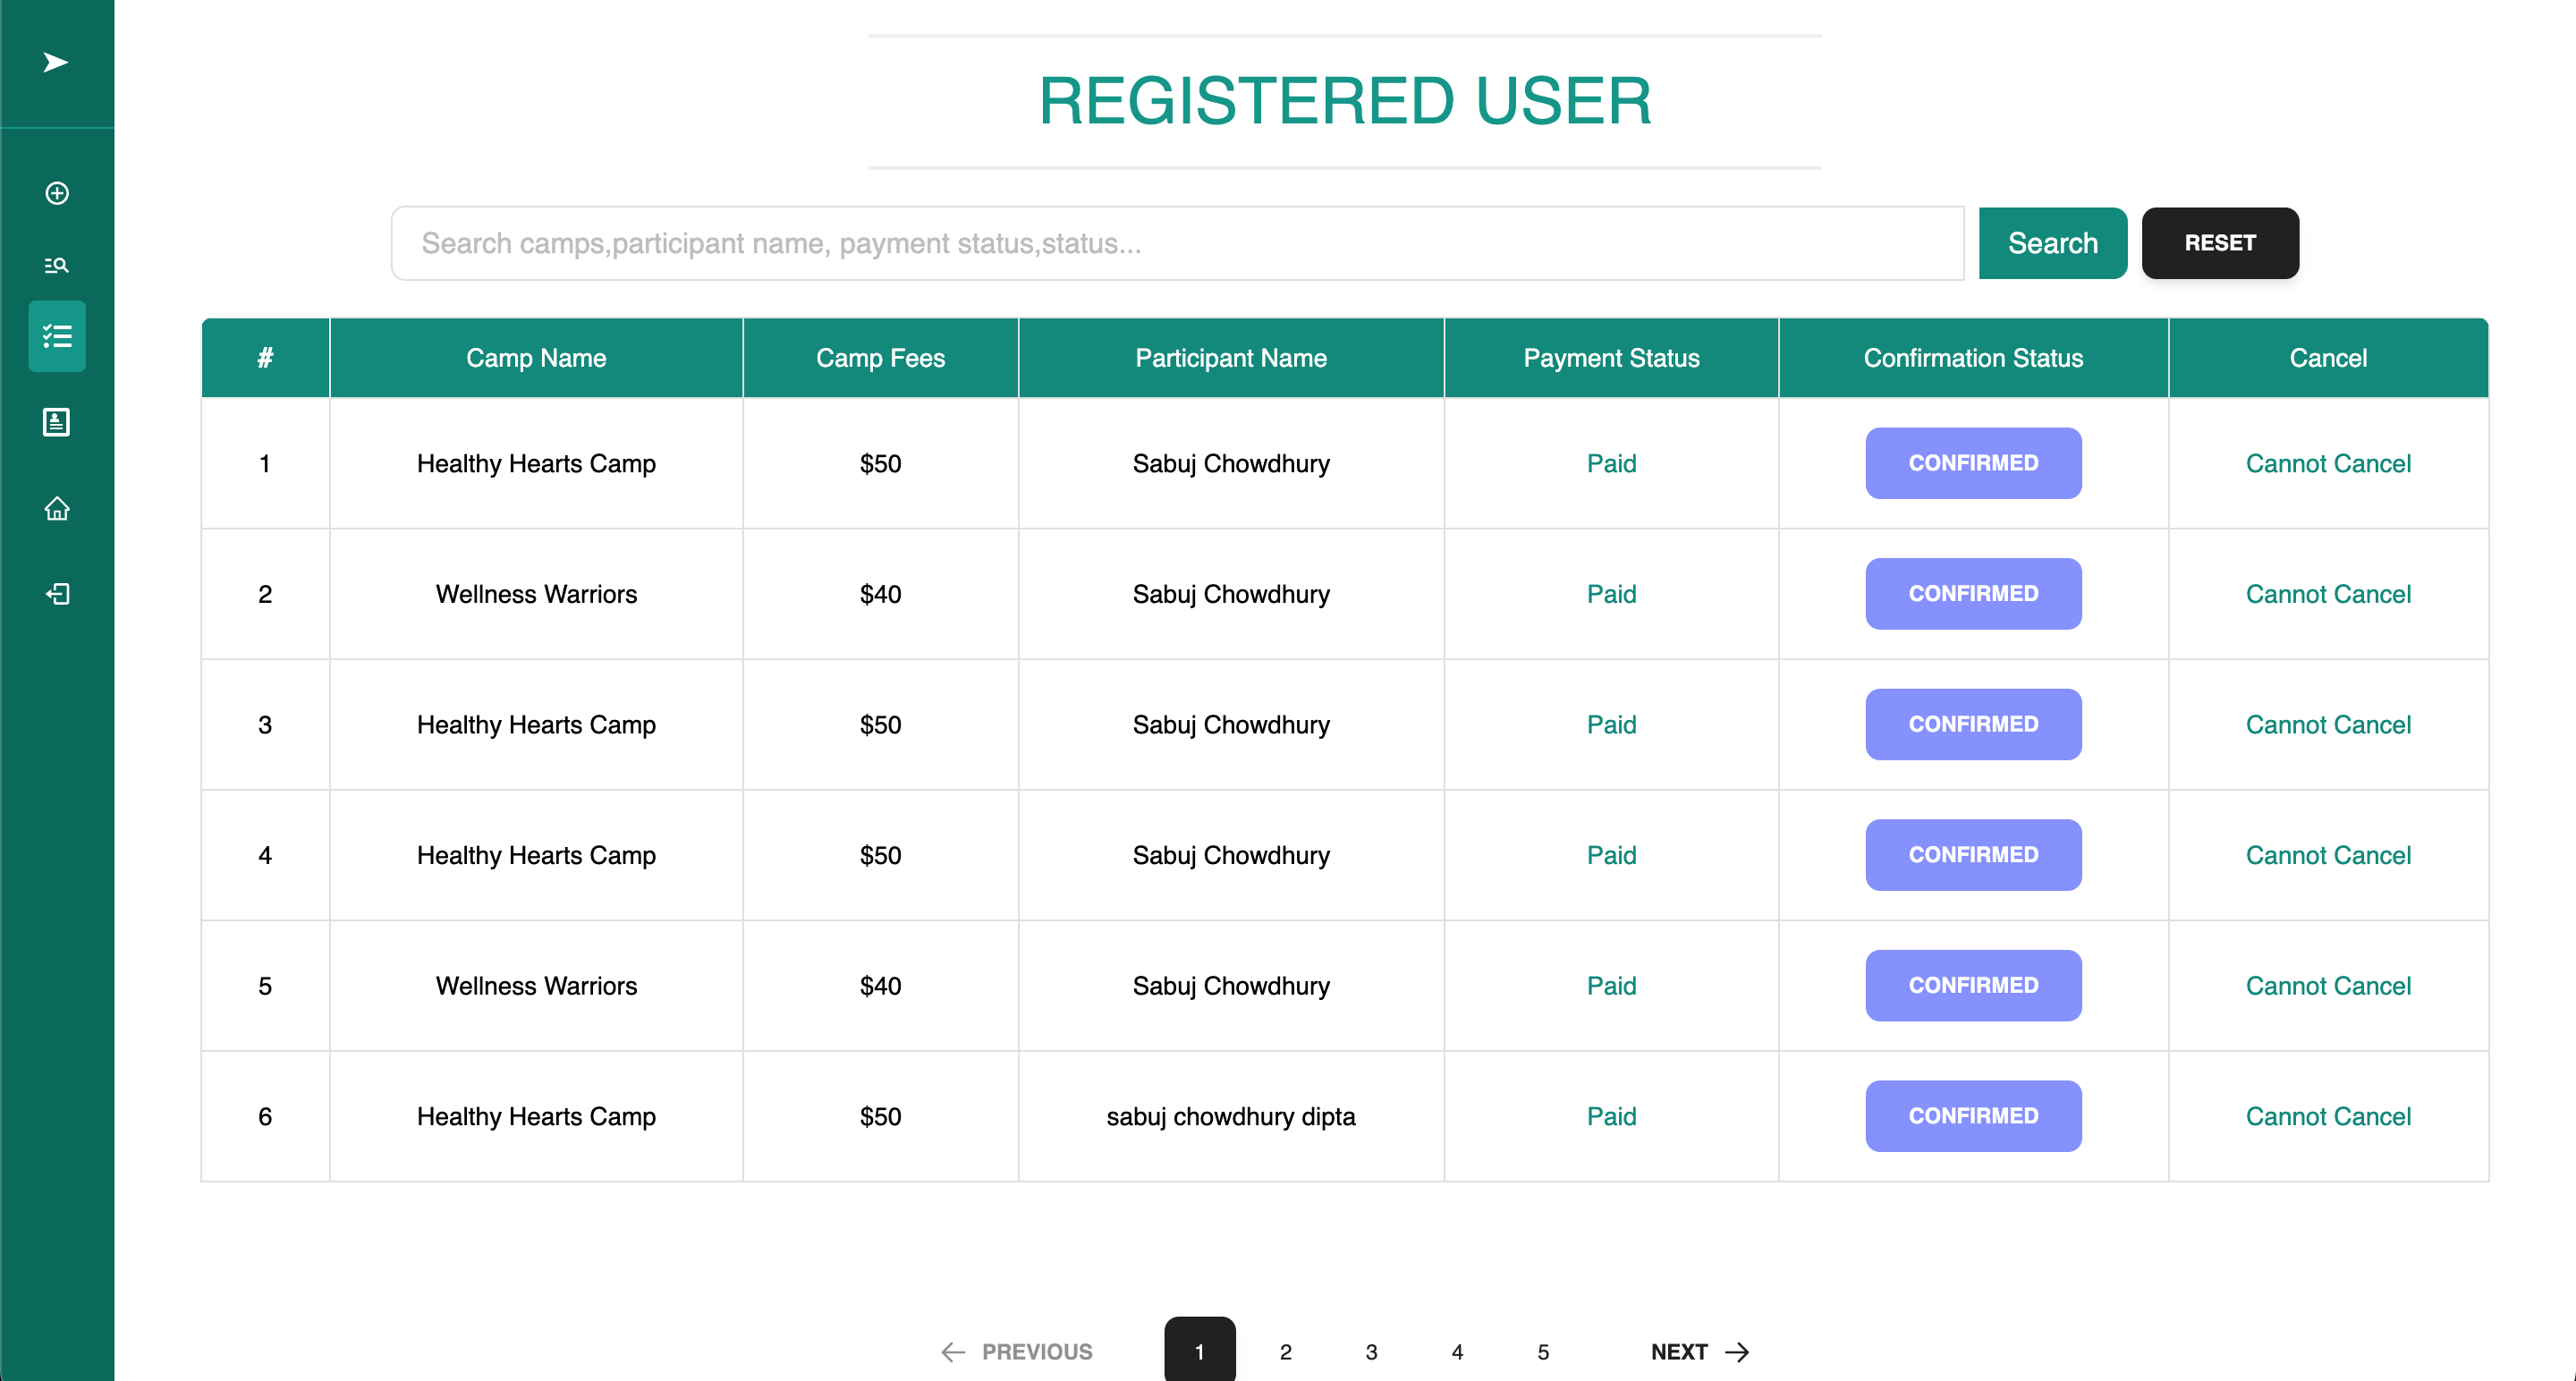 REGISTERED USER
Search camps,participant name, payment status,status...
Search
RESET
# Camp Name Camp Fees Participant Name Payment Status Confirmation Status Cancel
1 Healthy Hearts Camp $50 Sabuj Chowdhury Paid CONFIRMED Cannot Cancel
2 Wellness Warriors $40 Sabuj Chowdhury Paid CONFIRMED Cannot Cancel
3 Healthy Hearts Camp $50 Sabuj Chowdhury Paid CONFIRMED Cannot Cancel
4 Healthy Hearts Camp $50 Sabuj Chowdhury Paid CONFIRMED Cannot Cancel
5 Wellness Warriors $40 Sabuj Chowdhury Paid CONFIRMED Cannot Cancel
6 Healthy Hearts Camp $50 sabuj chowdhury dipta Paid CONFIRMED Cannot Cancel
PREVIOUS 1 2 3 4 5 NEXT